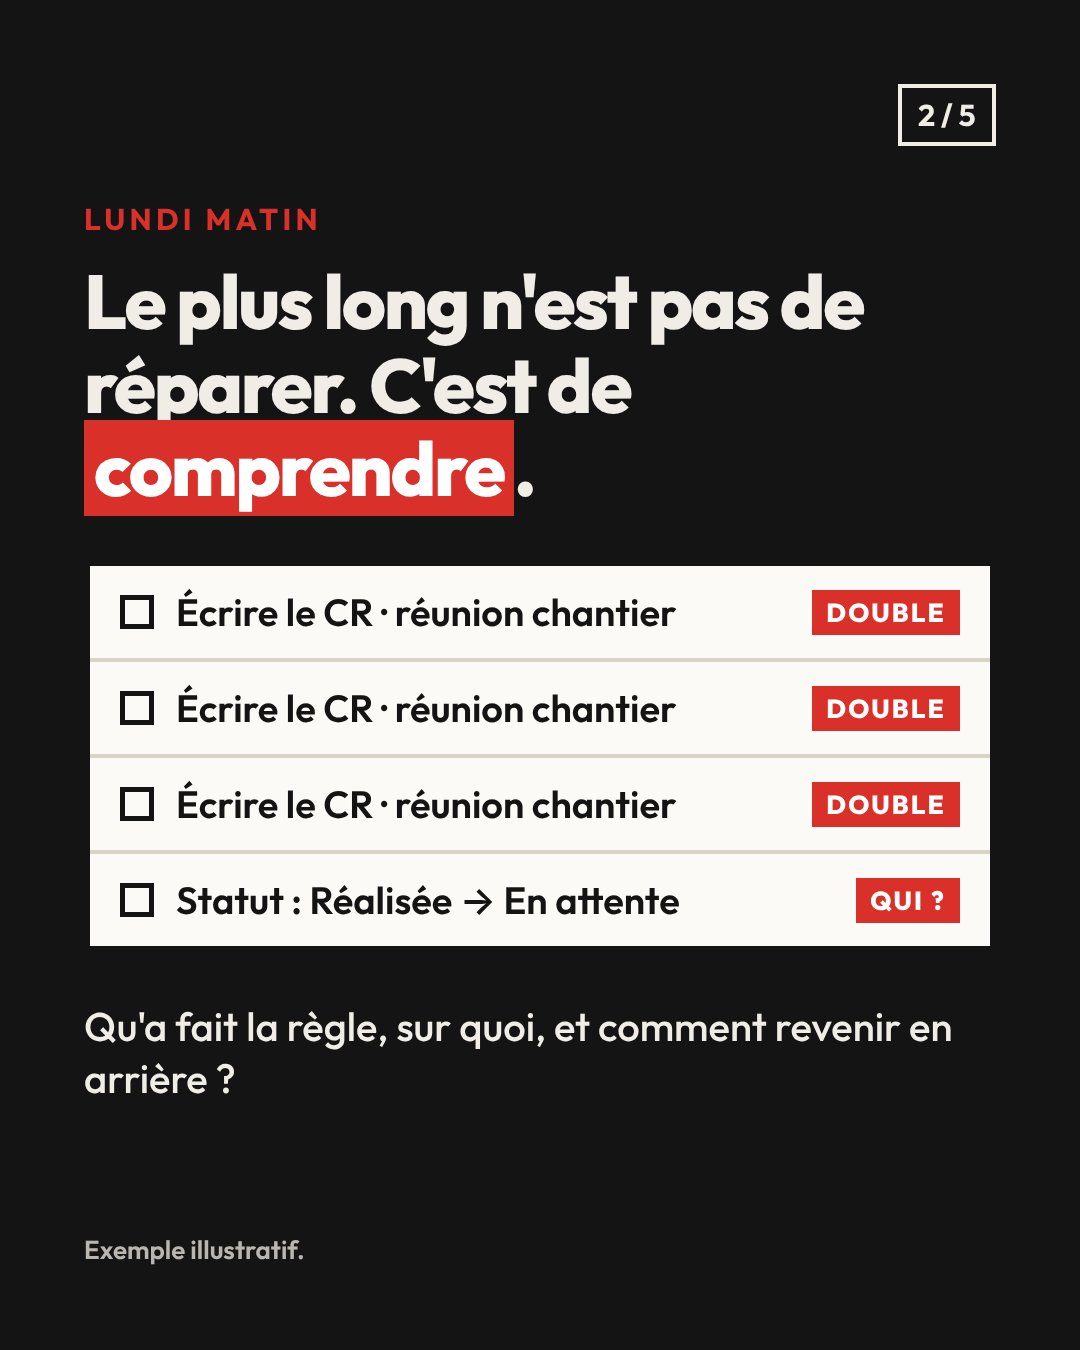 2 / 5
LUNDI MATIN
Le plus long n'est pas de
réparer. C'est de
comprendre.
Écrire le CR · réunion chantier DOUBLE
Écrire le CR · réunion chantier DOUBLE
Écrire le CR · réunion chantier DOUBLE
Statut : Réalisée → En attente QUI ?
Qu'a fait la règle, sur quoi, et comment revenir en
arrière ?
Exemple illustratif.